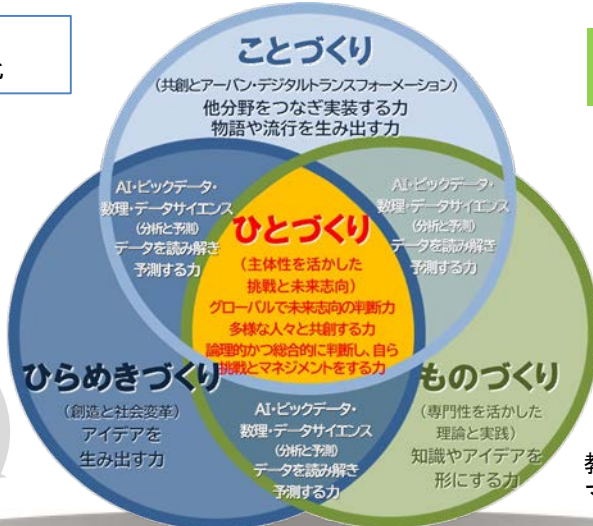 ことづくり
（共創とアーバン・デジタルトランスフォーメーション）
他分野をつなぎ実装する力
物語や流行を生み出す力
AI・ビックデータ・
数理・データサイエンス
（分析と予測）
データを読み解き
予測する力
AI・ビックデータ・
数理・データサイエンス
（分析と予測）
データを読み解き
予測する力
ひとづくり
（主体性を活かした
挑戦と未来志向）
グローバルで未来志向の判断力
多様な人々と共創する力
論理的かつ総合的に判断し、自ら
挑戦とマネジメントをする力
ひらめきづくり
（創造と社会変革）
アイデアを
生み出す力
AI・ビックデータ・
数理・データサイエンス
（分析と予測）
データを読み解き
予測する力
ものづくり
（専門性を活かした
理論と実践）
知識やアイデアを
形にする力